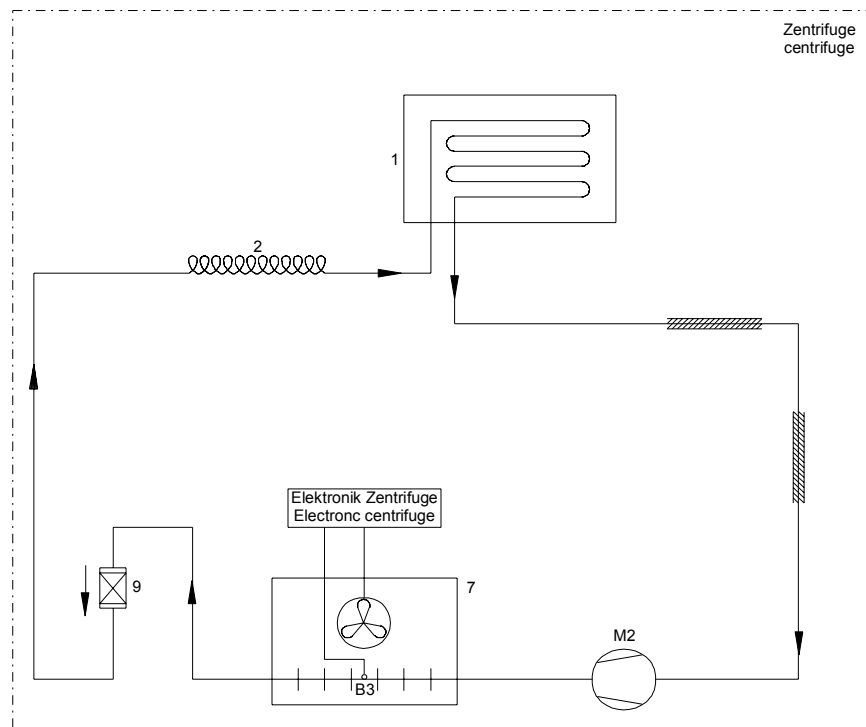 Zentrifuge
centrifuge
1
2
Elektronik Zentrifuge
Electronc centrifuge
9
7
M2
B3